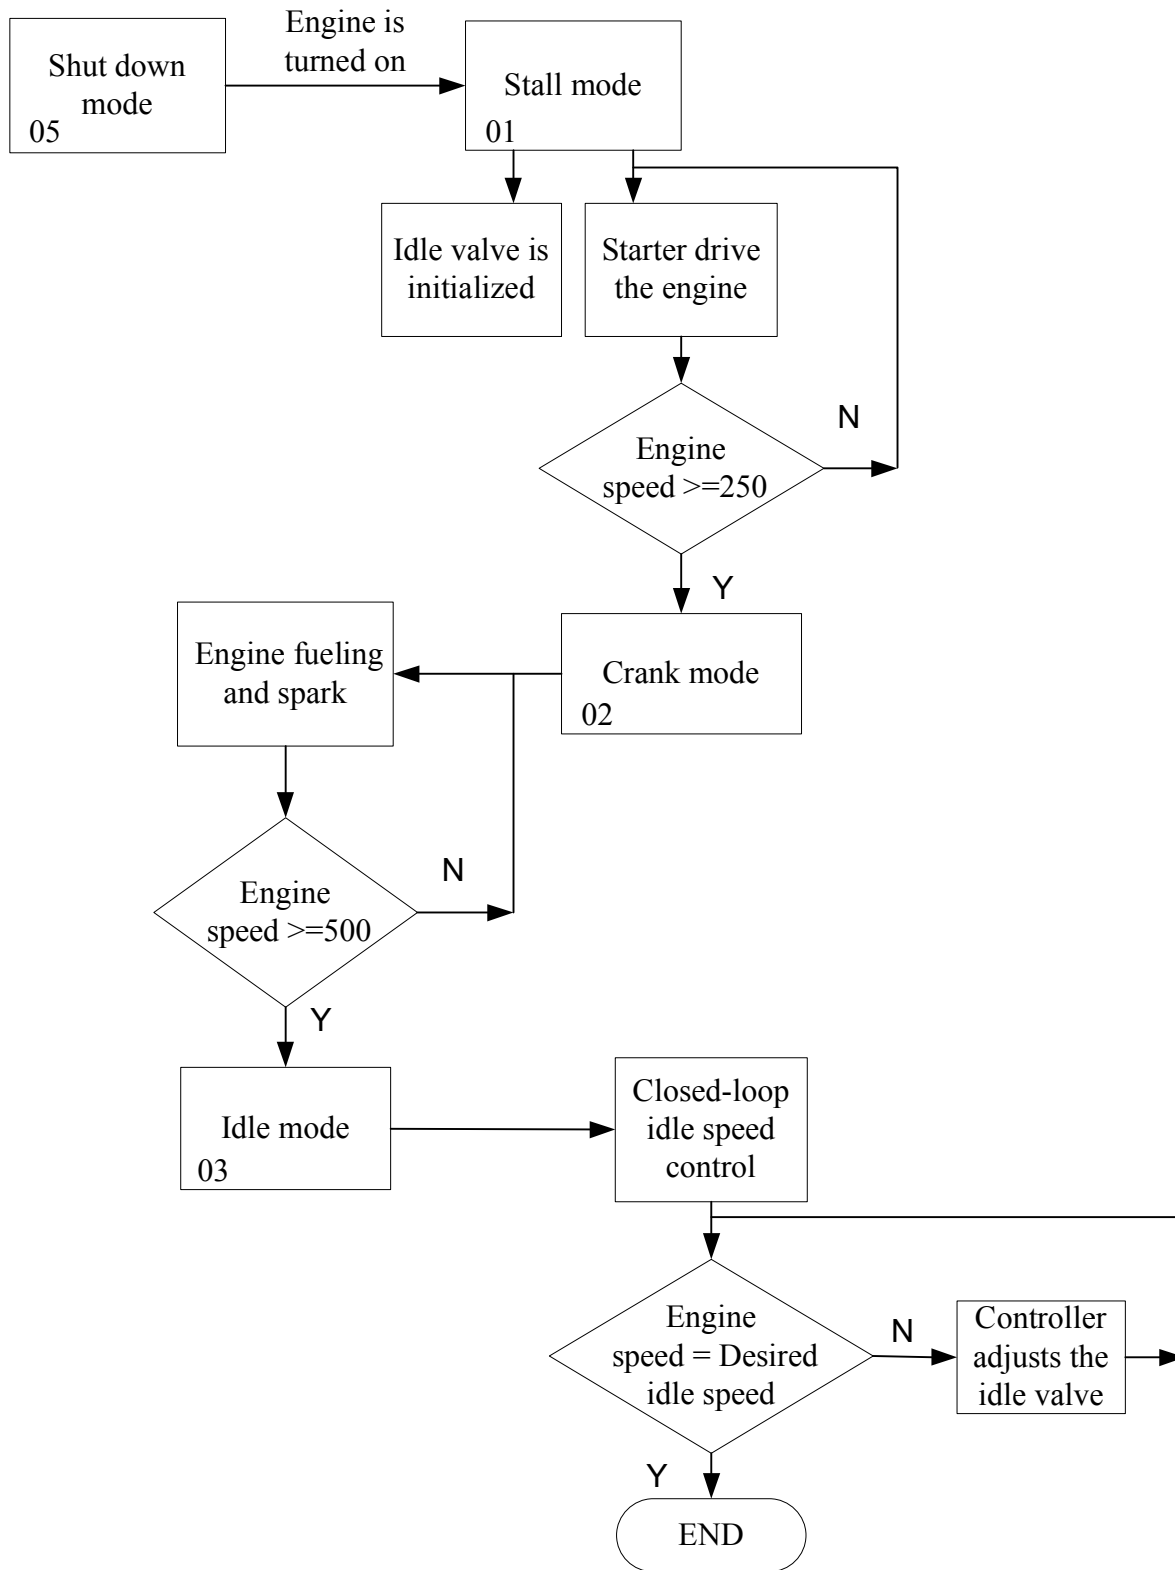 Engine is
turned on
Shut down
mode
05
Stall mode
01
Idle valve is
initialized
Starter drive
the engine
N
Engine
speed >=250
Y
Engine fueling
and spark
Crank mode
02
N
Engine
speed >=500
Y
Idle mode
03
Closed-loop
idle speed
control
Engine
speed = Desired
idle speed
N
Controller
adjusts the
idle valve
Y
END